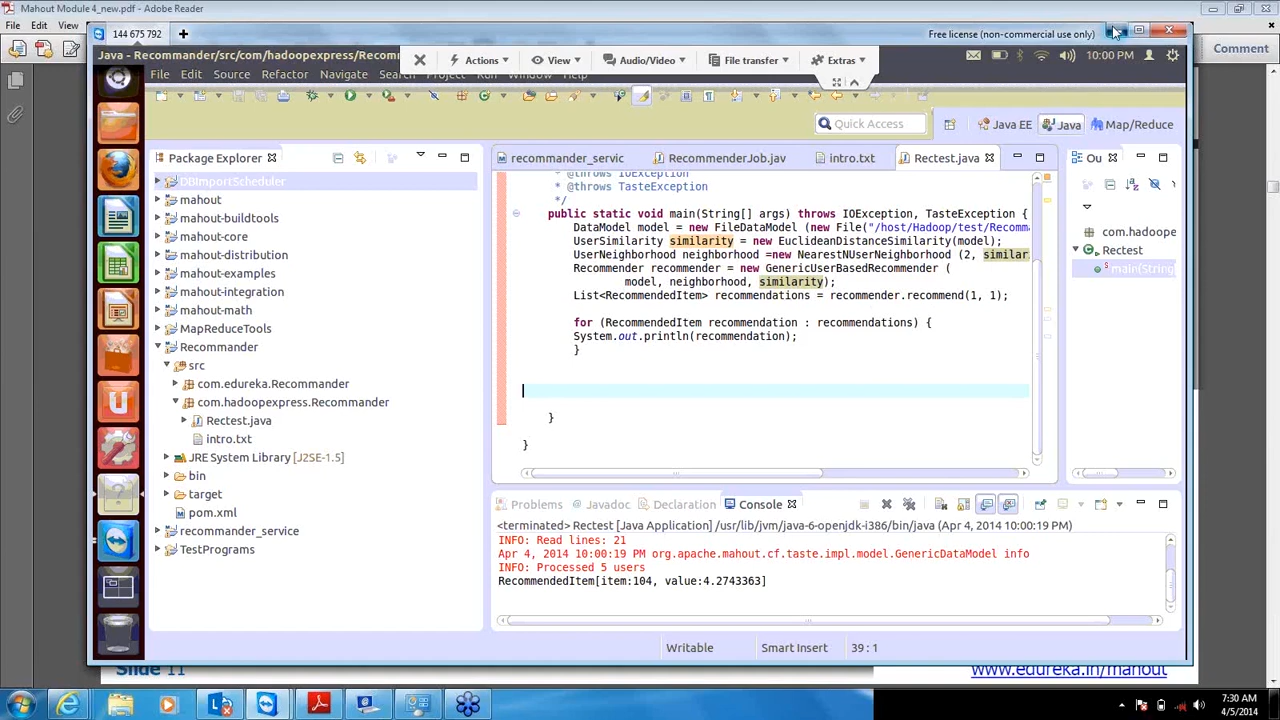 Mahout Module 4_new.pdf - Adobe Reader
File Edit View
Comment
144 675 792
Free license (non-commercial use only)
Java - Recommander/src/com/hadoopexpress/Recom
Actions View Audio/Video File transfer Extras
10:00 PM
File Edit Source Refactor Navigate Search Project Run Window Help
Quick Access
Java EE Java Map/Reduce
Package Explorer
recommender_servic RecommenderJob.jav intro.txt Rectest.java
Ou
DBImportScheduler
mahout
mahout-buildtools
mahout-core
mahout-distribution
mahout-examples
mahout-integration
mahout-math
MapReduceTools
Recommander
src
com.edureka.Recommander
com.hadoopexpress.Recommander
Rectest.java
intro.txt
JRE System Library [J2SE-1.5]
bin
target
pom.xml
recommender_service
TestPrograms
* @throws IOException
* @throws TasteException
*/
public static void main(String[] args) throws IOException, TasteException {
DataModel model = new FileDataModel (new File("/host/Hadoop/test/Recomm
UserSimilarity similarity = new EuclideanDistanceSimilarity(model);
UserNeighborhood neighborhood =new NearestNUserNeighborhood (2, similar
Recommender recommender = new GenericUserBasedRecommender (
model, neighborhood, similarity);
List<RecommendedItem> recommendations = recommender.recommend(1, 1);
for (RecommendedItem recommendation : recommendations) {
System.out.println(recommendation);
}
}
}
com.hadoope
Rectest
main(String
Problems Javadoc Declaration Console
<terminated> Rectest [Java Application] /usr/lib/jvm/java-6-openjdk-i386/bin/java (Apr 4, 2014 10:00:19 PM)
INFO: Read lines: 21
Apr 4, 2014 10:00:19 PM org.apache.mahout.cf.taste.impl.model.GenericDataModel info
INFO: Processed 5 users
RecommendedItem[item:104, value:4.2743363]
Writable Smart Insert 39 : 1
Slide 11
www.edureka.in/mahout
7:30 AM
4/5/2014